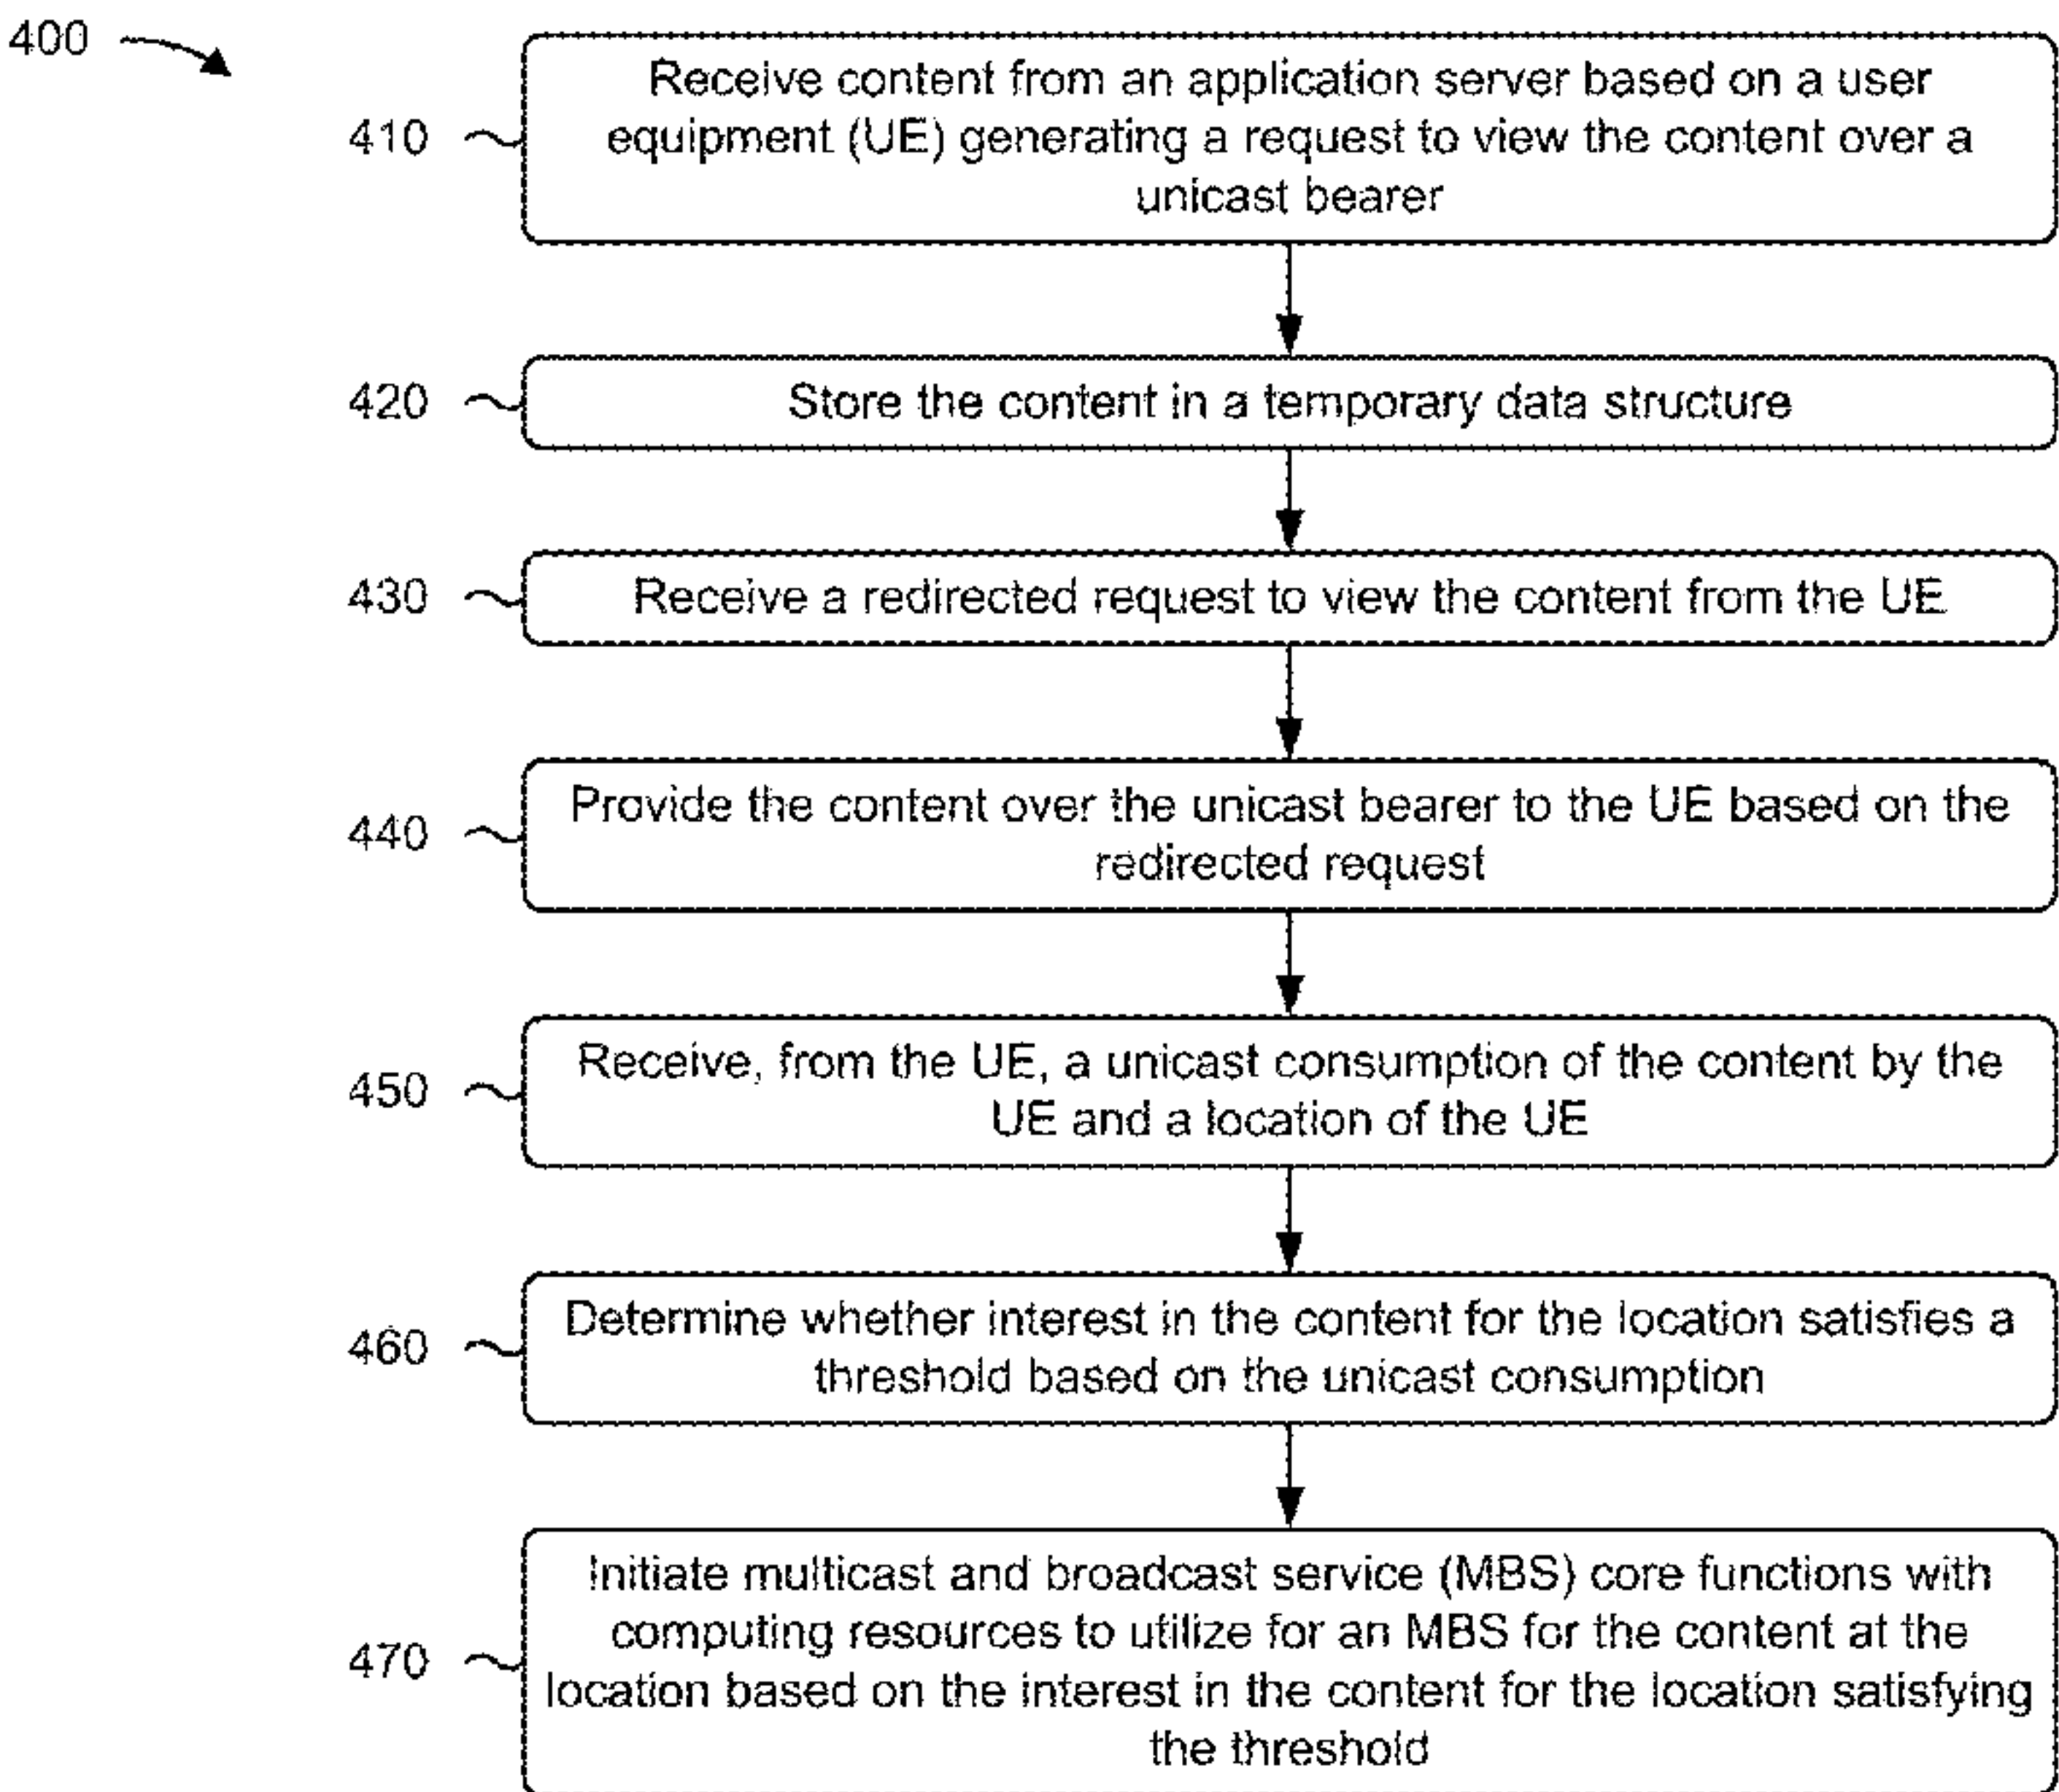 400
410
Receive content from an application server based on a user
equipment (UE) generating a request to view the content over a
unicast bearer
420
Store the content in a temporary data structure
430
Receive a redirected request to view the content from the UE
440
Provide the content over the unicast bearer to the UE based on the
redirected request
450
Receive, from the UE, a unicast consumption of the content by the
UE and a location of the UE
460
Determine whether interest in the content for the location satisfies a
threshold based on the unicast consumption
470
Initiate multicast and broadcast service (MBS) core functions with
computing resources to utilize for an MBS for the content at the
location based on the interest in the content for the location satisfying
the threshold